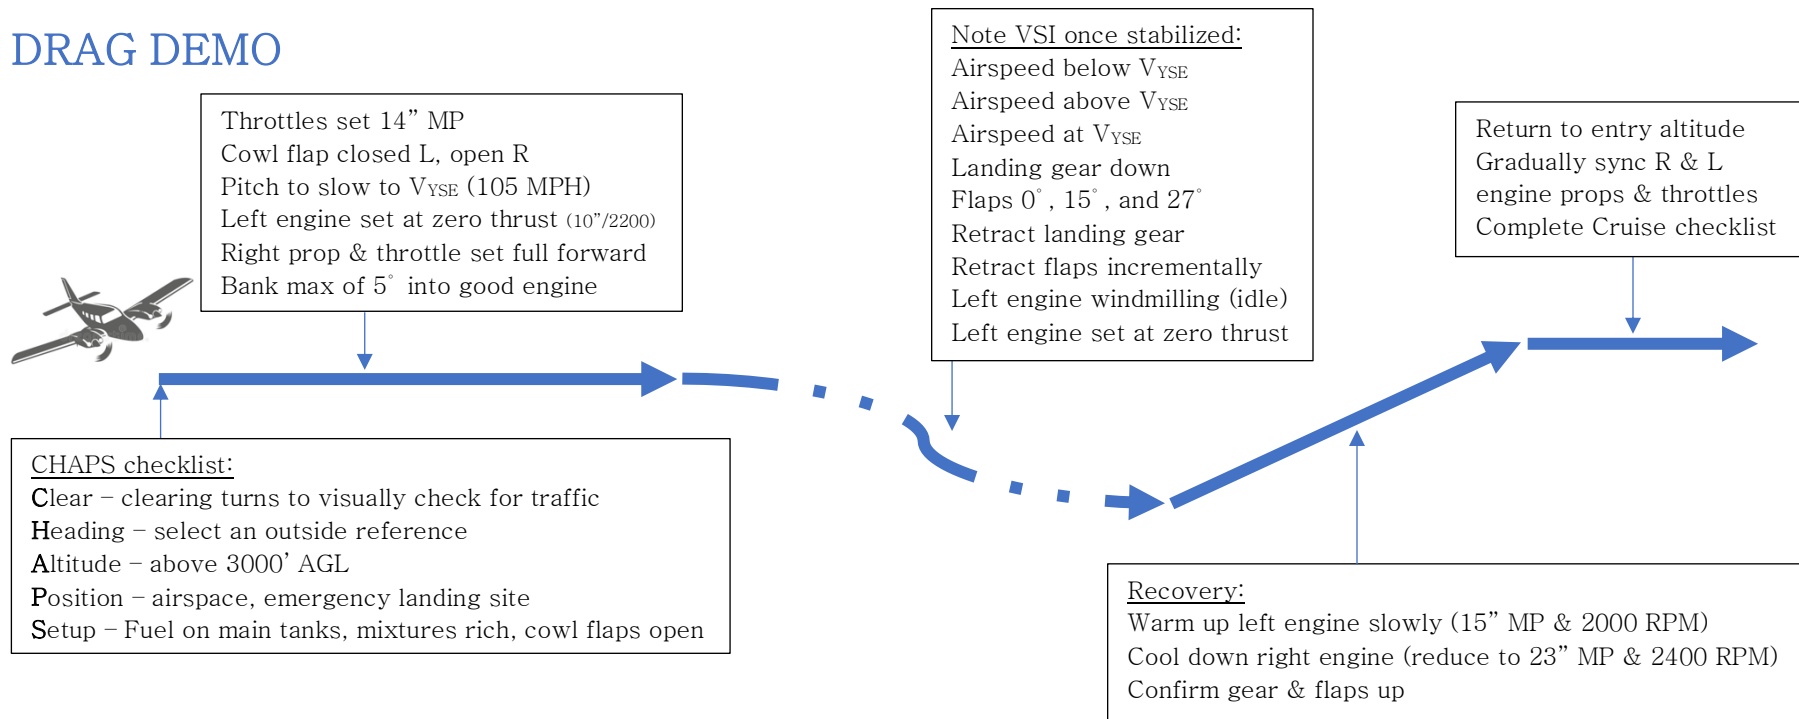 DRAG DEMO
Throttles set 14” MP
Cowl flap closed L, open R
Pitch to slow to VYSE (105 MPH)
Left engine set at zero thrust (10”/2200)
Right prop & throttle set full forward
Bank max of 5° into good engine
CHAPS checklist:
Clear – clearing turns to visually check for traffic
Heading – select an outside reference
Altitude – above 3000’ AGL
Position – airspace, emergency landing site
Setup – Fuel on main tanks, mixtures rich, cowl flaps open
Note VSI once stabilized:
Airspeed below VYSE
Airspeed above VYSE
Airspeed at VYSE
Landing gear down
Flaps 0°, 15°, and 27°
Retract landing gear
Retract flaps incrementally
Left engine windmilling (idle)
Left engine set at zero thrust
Recovery:
Warm up left engine slowly (15” MP & 2000 RPM)
Cool down right engine (reduce to 23” MP & 2400 RPM)
Confirm gear & flaps up
Return to entry altitude
Gradually sync R & L
engine props & throttles
Complete Cruise checklist